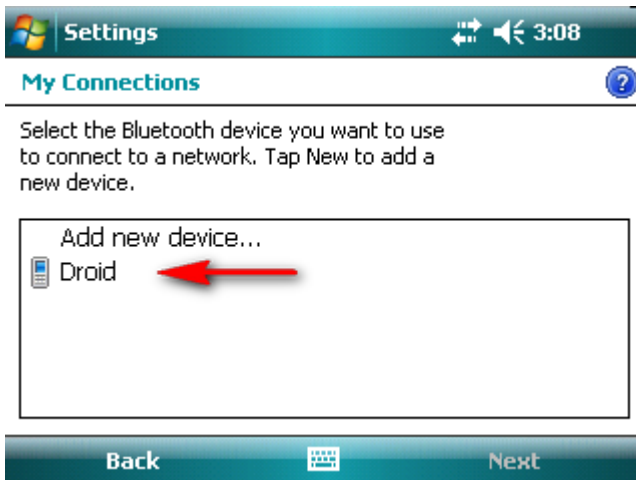 Settings 3:08
My Connections ?
Select the Bluetooth device you want to use
to connect to a network. Tap New to add a
new device.
Add new device...
Droid
Back Next